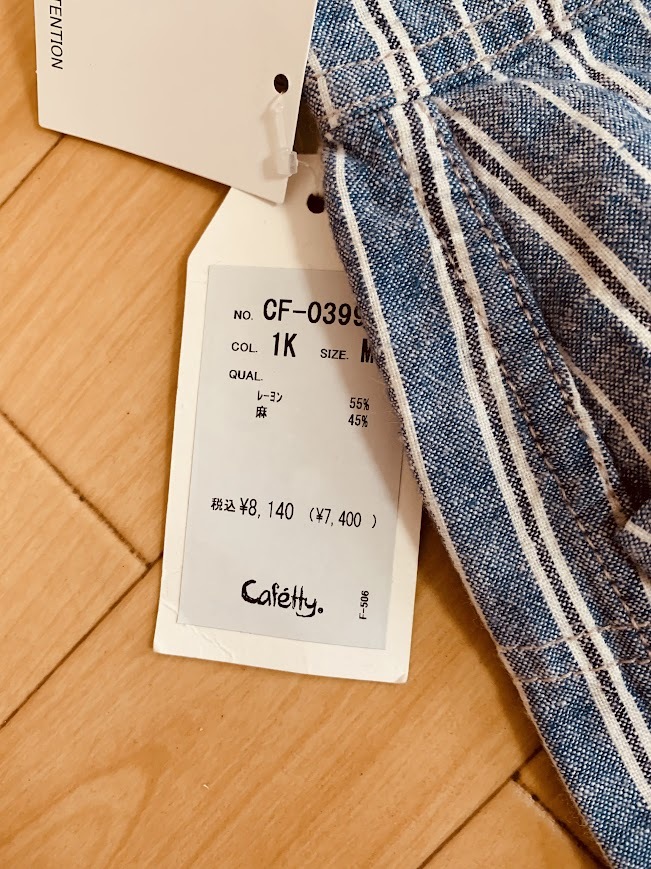 TENTION
NO. CF-0399
COL. 1K SIZE. M
QUAL.
ﾚｰﾖﾝ 55%
麻 45%
税込 ¥8,140 (¥7,400 )
Cafétty.
F-506